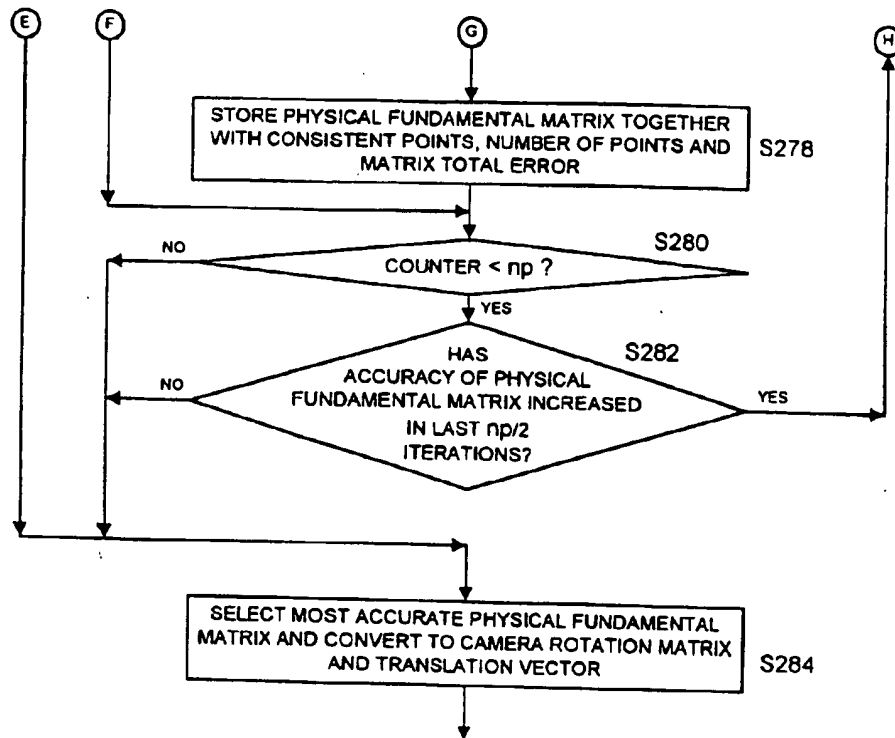 E F G H
STORE PHYSICAL FUNDAMENTAL MATRIX TOGETHER
WITH CONSISTENT POINTS, NUMBER OF POINTS AND
MATRIX TOTAL ERROR
S278
S280
NO
COUNTER < np ?
YES
S282
HAS
ACCURACY OF PHYSICAL
FUNDAMENTAL MATRIX INCREASED
IN LAST np/2
ITERATIONS?
NO
YES
SELECT MOST ACCURATE PHYSICAL FUNDAMENTAL
MATRIX AND CONVERT TO CAMERA ROTATION MATRIX
AND TRANSLATION VECTOR
S284